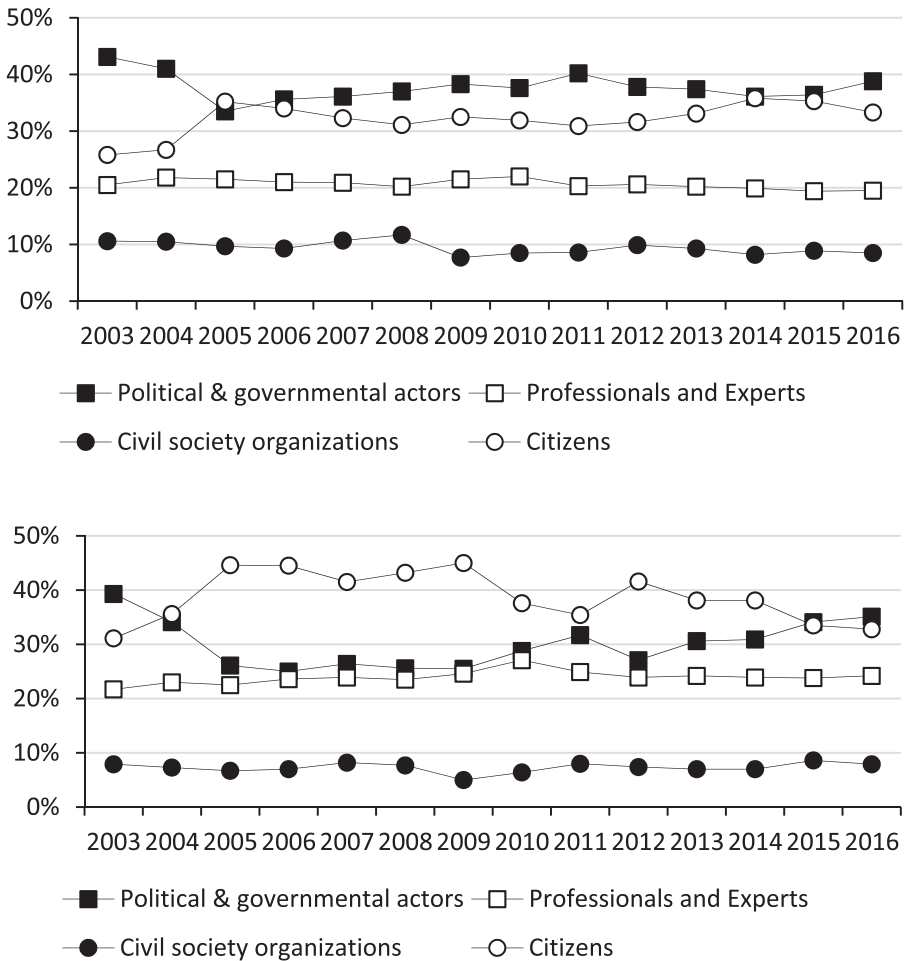 50%
40%
30%
20%
10%
0%
2003 2004 2005 2006 2007 2008 2009 2010 2011 2012 2013 2014 2015 2016
Political & governmental actors Professionals and Experts
Civil society organizations Citizens
50%
40%
30%
20%
10%
0%
2003 2004 2005 2006 2007 2008 2009 2010 2011 2012 2013 2014 2015 2016
Political & governmental actors Professionals and Experts
Civil society organizations Citizens